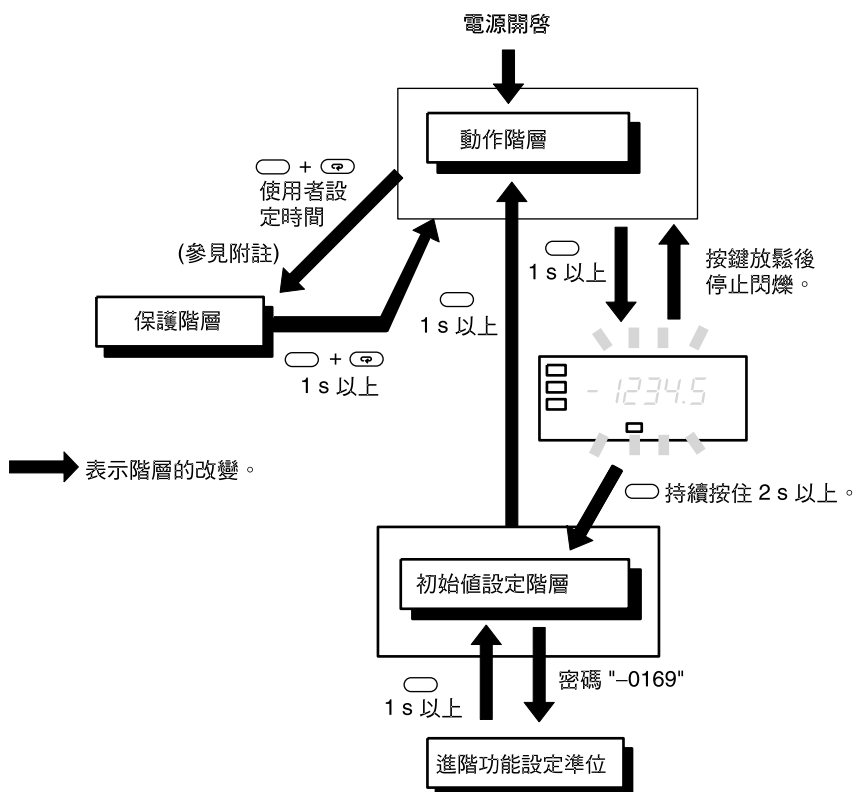 電源開啓
動作階層
+
使用者設
定時間
(參見附註)
1 s 以上
按鍵放鬆後
停止閃爍。
保護階層
1 s 以上
+
1 s 以上
-1234.5
表示階層的改變。
持續按住 2 s 以上。
初始值設定階層
密碼 "–0169"
1 s 以上
進階功能設定準位